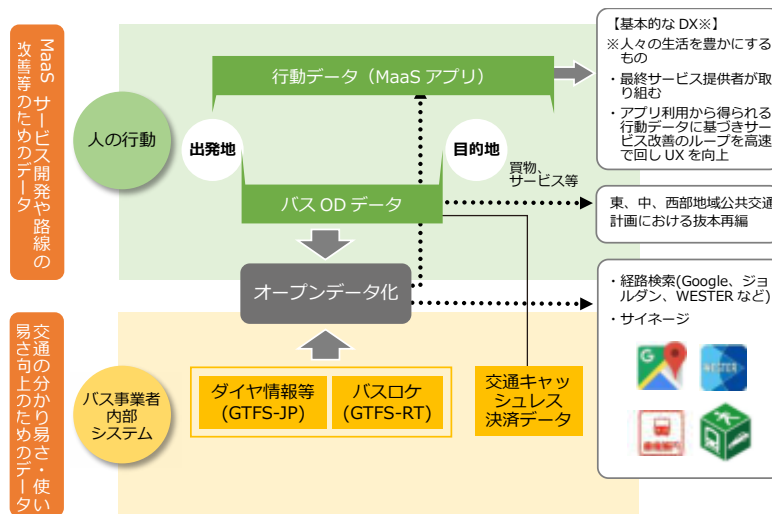 MaaS サービス開発や路線の
改善等のためのデータ
人の行動
行動データ（MaaS アプリ）
出発地
目的地
買物、
サービス等
バス OD データ
オープンデータ化
【基本的な DX※】
※人々の生活を豊かにする
もの
・最終サービス提供者が取
り組む
・アプリ利用から得られる
行動データに基づきサー
ビス改善のループを高速
で回し UX を向上
東、中、西部地域公共交通
計画における抜本再編
・経路検索(Google、ジョ
ルダン、WESTER など)
・サイネージ
G
WESTER
交通の分かり易さ・使い
易さ向上のためのデータ
バス事業者
内部
システム
ダイヤ情報等
(GTFS-JP)
バスロケ
(GTFS-RT)
交通キャッ
シュレス
決済データ